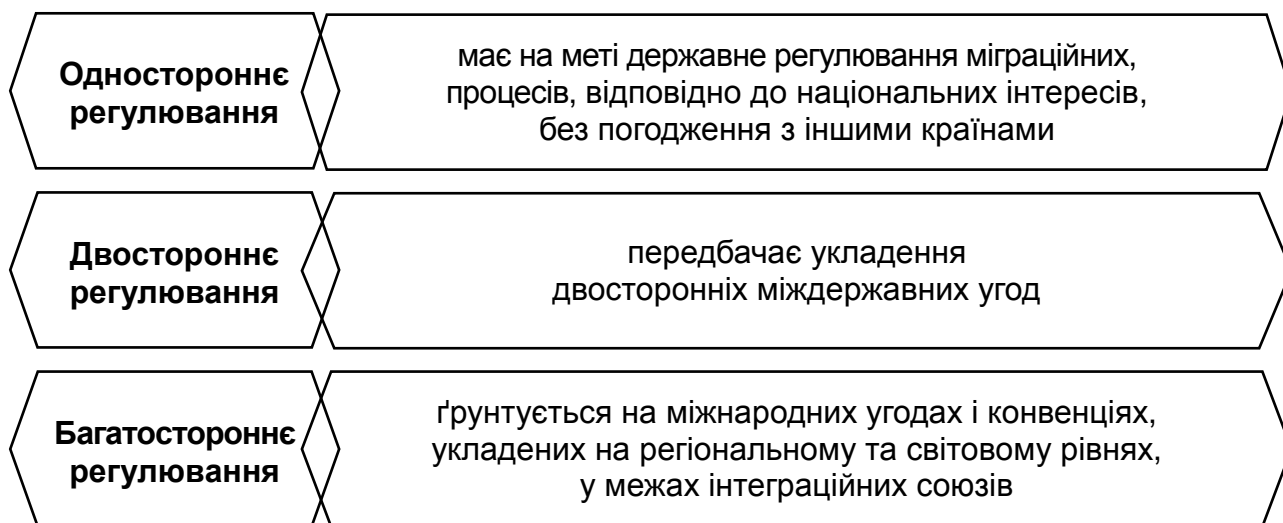 Одностороннє
регулювання
має на меті державне регулювання міграційних,
процесів, відповідно до національних інтересів,
без погодження з іншими країнами
Двостороннє
регулювання
передбачає укладення
двосторонніх міждержавних угод
Багатостороннє
регулювання
ґрунтується на міжнародних угодах і конвенціях,
укладених на регіональному та світовому рівнях,
у межах інтеграційних союзів